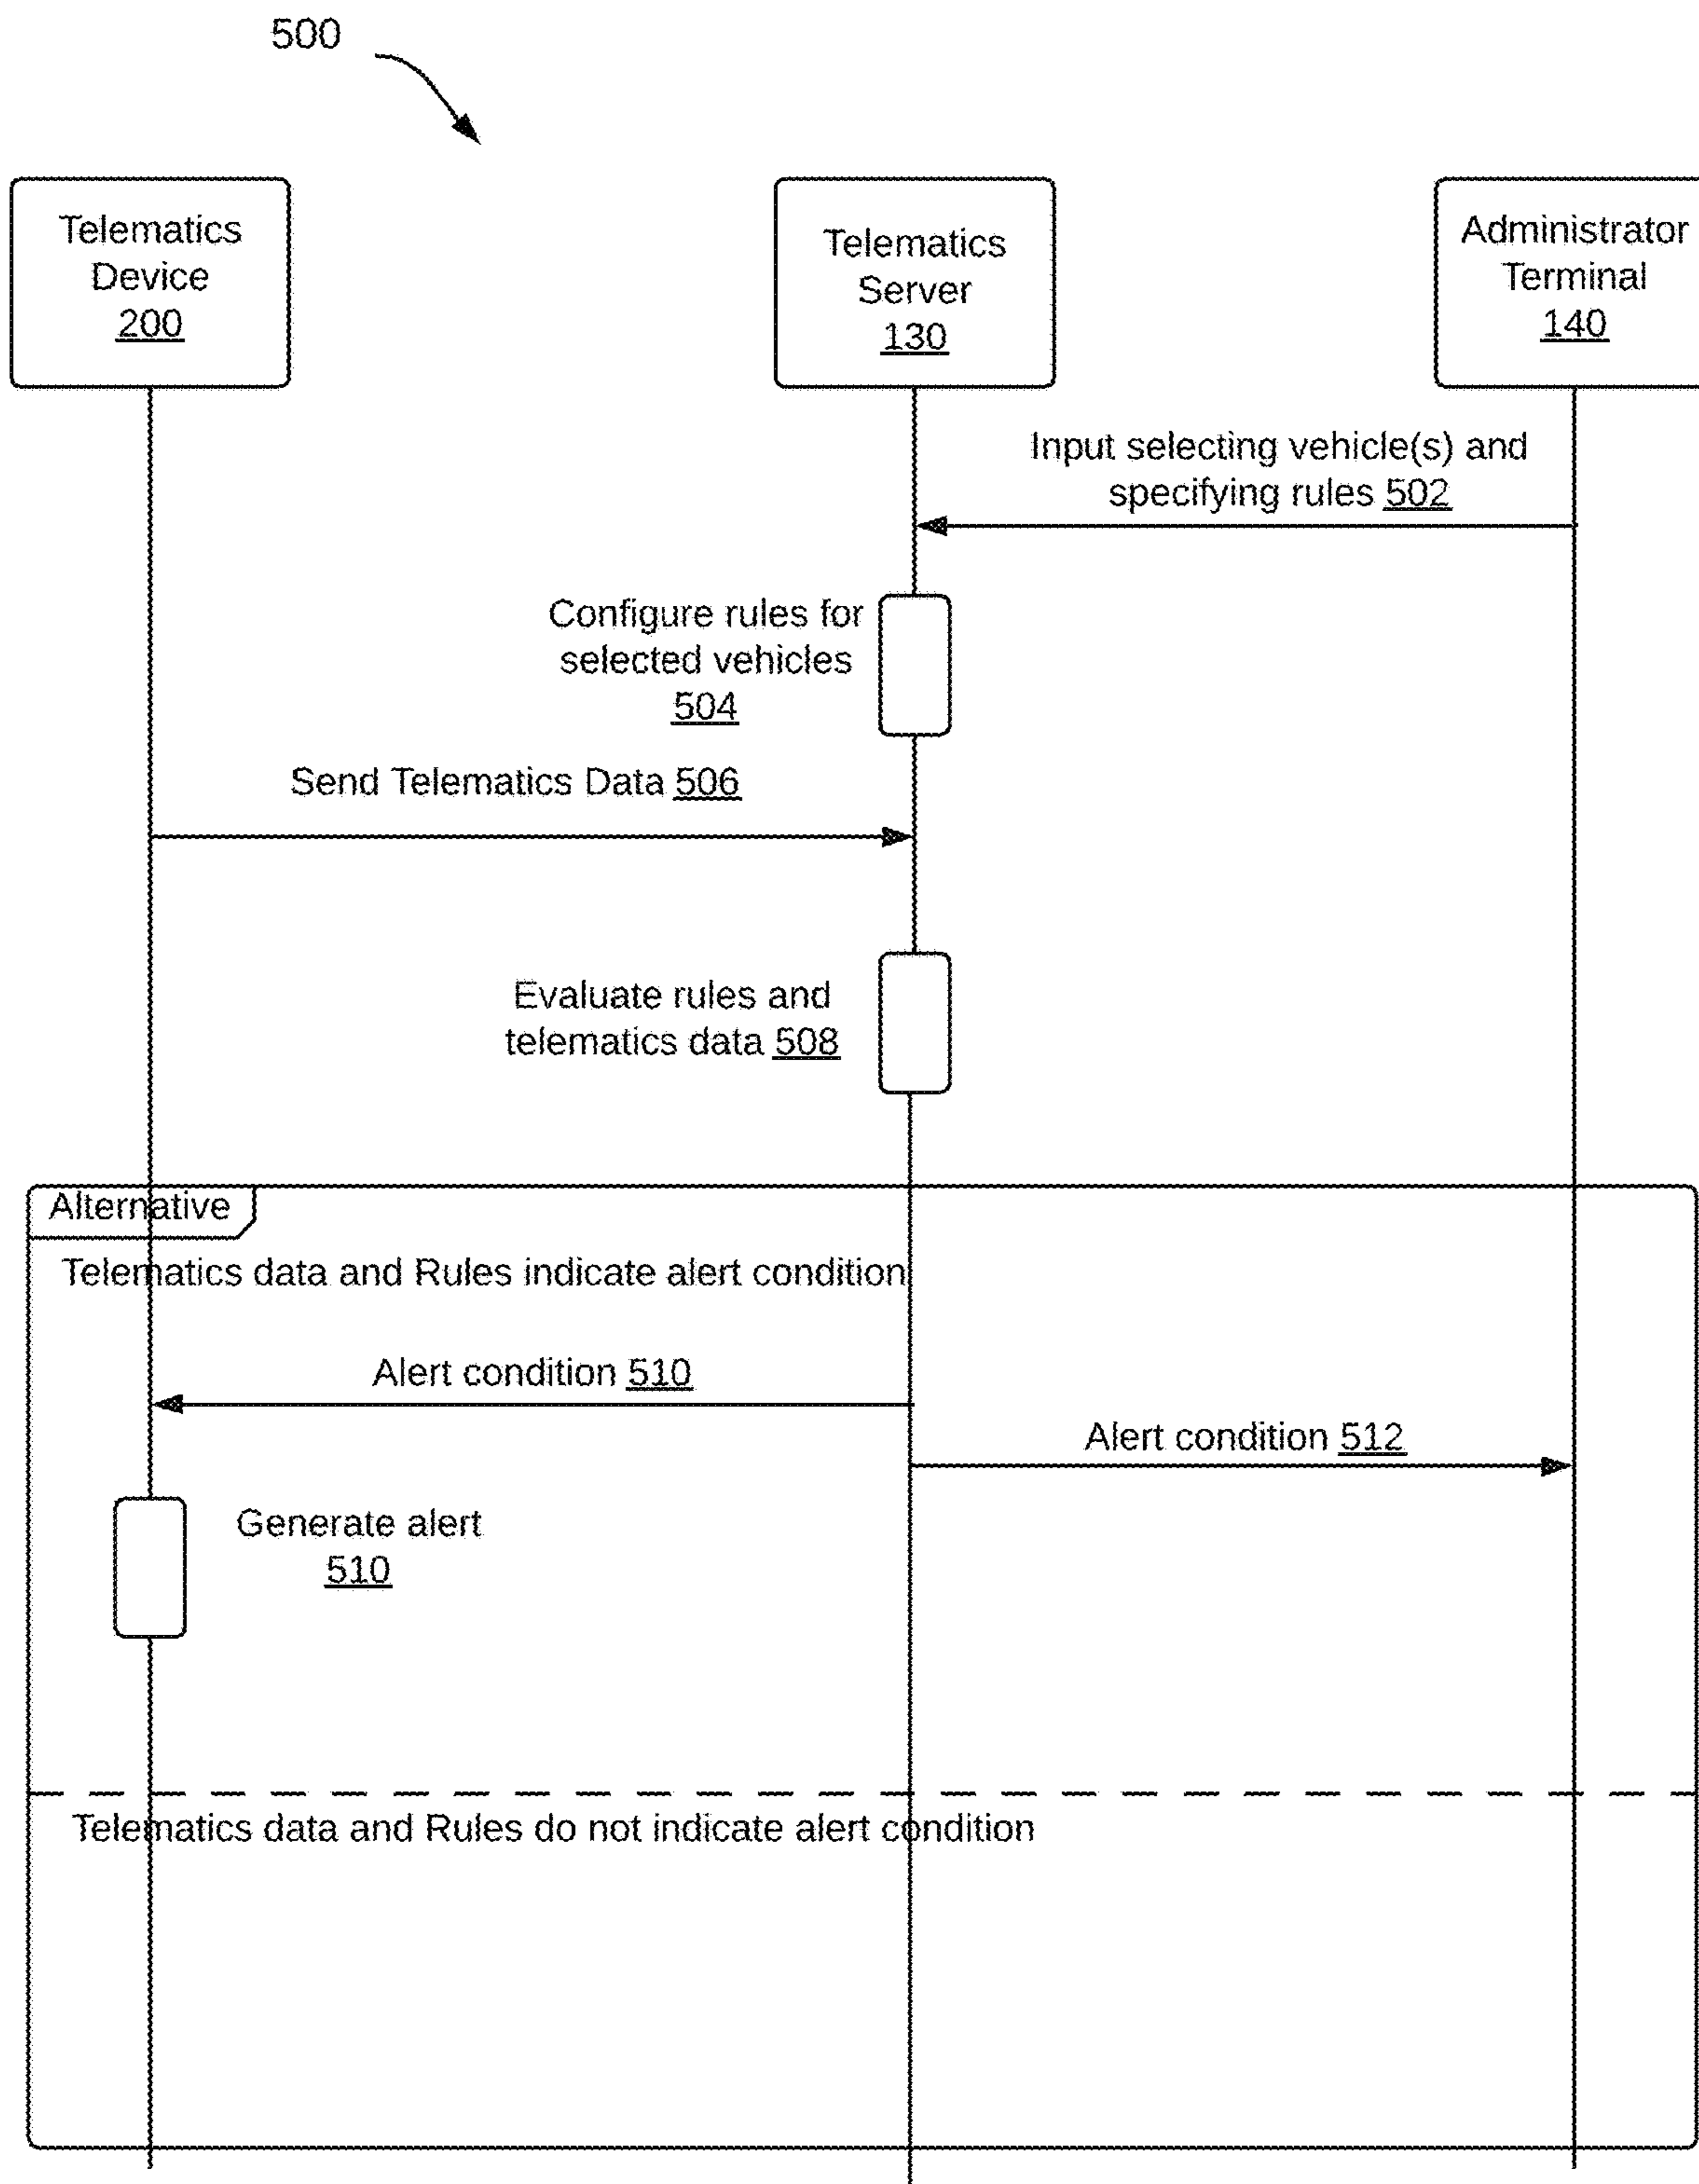 500
Telematics
Device
200
Telematics
Server
130
Administrator
Terminal
140
Input selecting vehicle(s) and
specifying rules 502
Configure rules for
selected vehicles
504
Send Telematics Data 506
Evaluate rules and
telematics data 508
Alternative
Telematics data and Rules indicate alert condition
Alert condition 510
Alert condition 512
Generate alert
510
Telematics data and Rules do not indicate alert condition